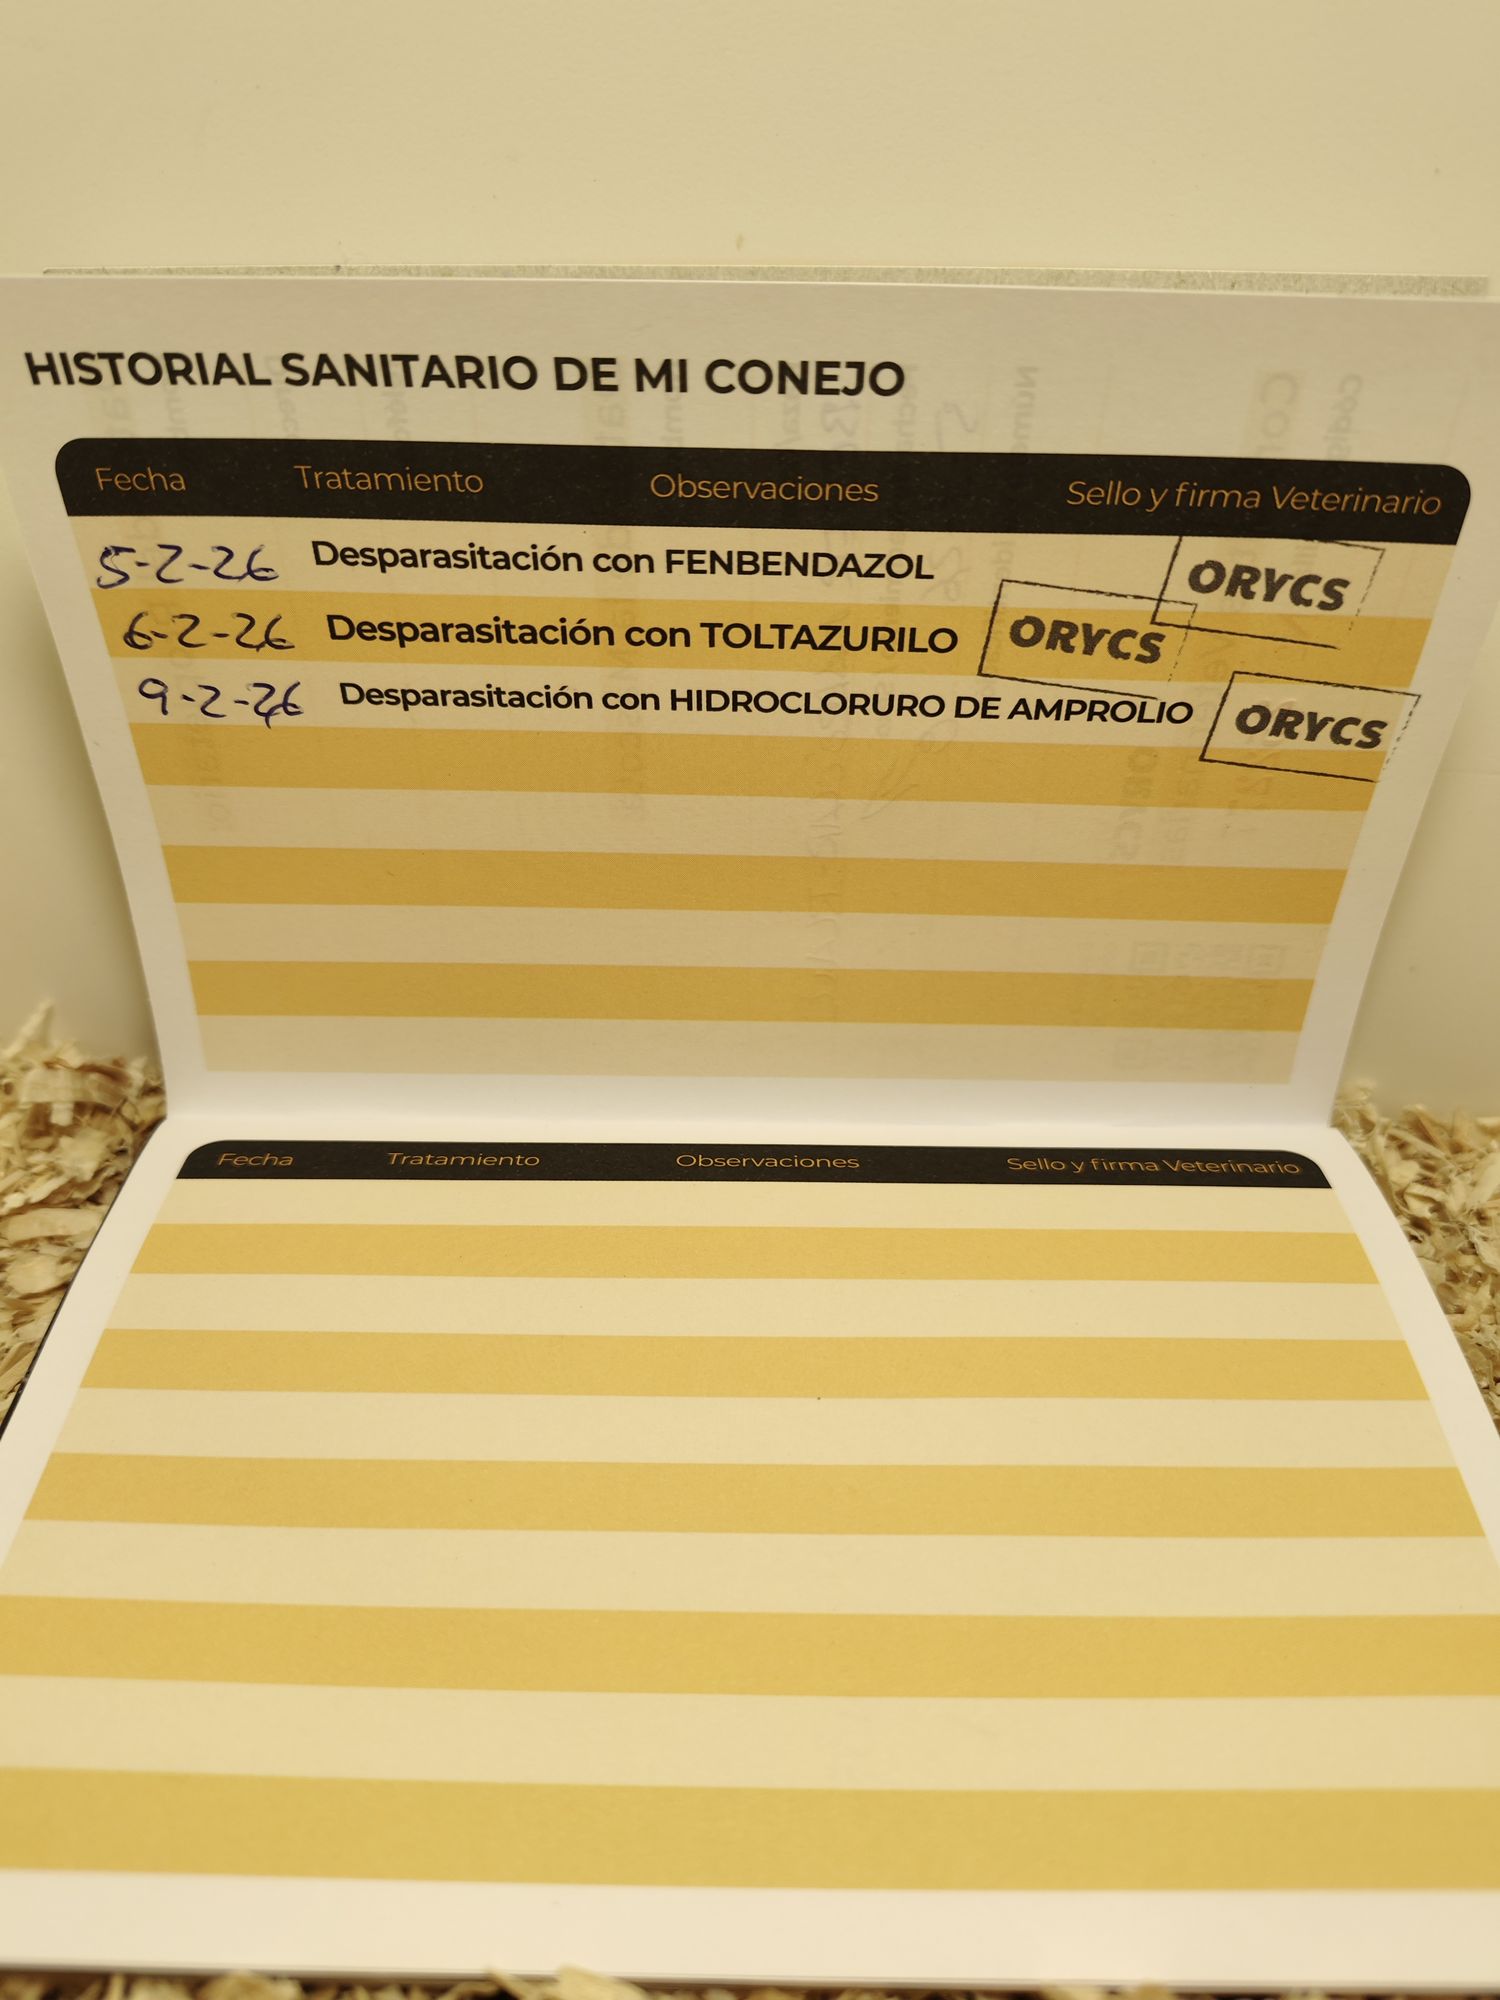 HISTORIAL SANITARIO DE MI CONEJO
Fecha Tratamiento Observaciones Sello y firma Veterinario
5-2-26 Desparasitación con FENBENDAZOL ORYCS
6-2-26 Desparasitación con TOLTAZURILO ORYCS
9-2-26 Desparasitación con HIDROCLORURO DE AMPROLIO ORYCS
Fecha Tratamiento Observaciones Sello y firma Veterinario